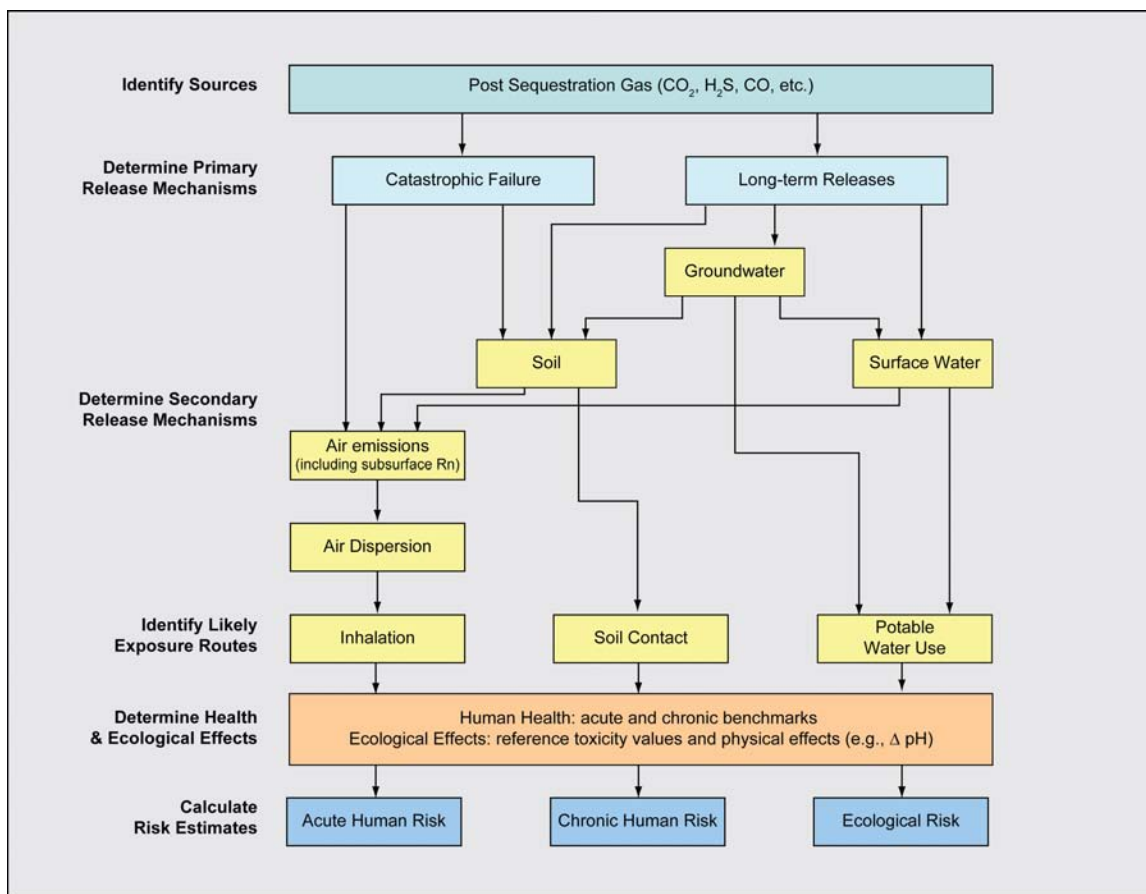 Identify Sources
Post Sequestration Gas (CO₂, H₂S, CO, etc.)
Determine Primary
Release Mechanisms
Catastrophic Failure
Long-term Releases
Groundwater
Soil
Surface Water
Determine Secondary
Release Mechanisms
Air emissions
(including subsurface Rn)
Air Dispersion
Identify Likely
Exposure Routes
Inhalation
Soil Contact
Potable
Water Use
Determine Health
& Ecological Effects
Human Health: acute and chronic benchmarks
Ecological Effects: reference toxicity values and physical effects (e.g., Δ pH)
Calculate
Risk Estimates
Acute Human Risk
Chronic Human Risk
Ecological Risk